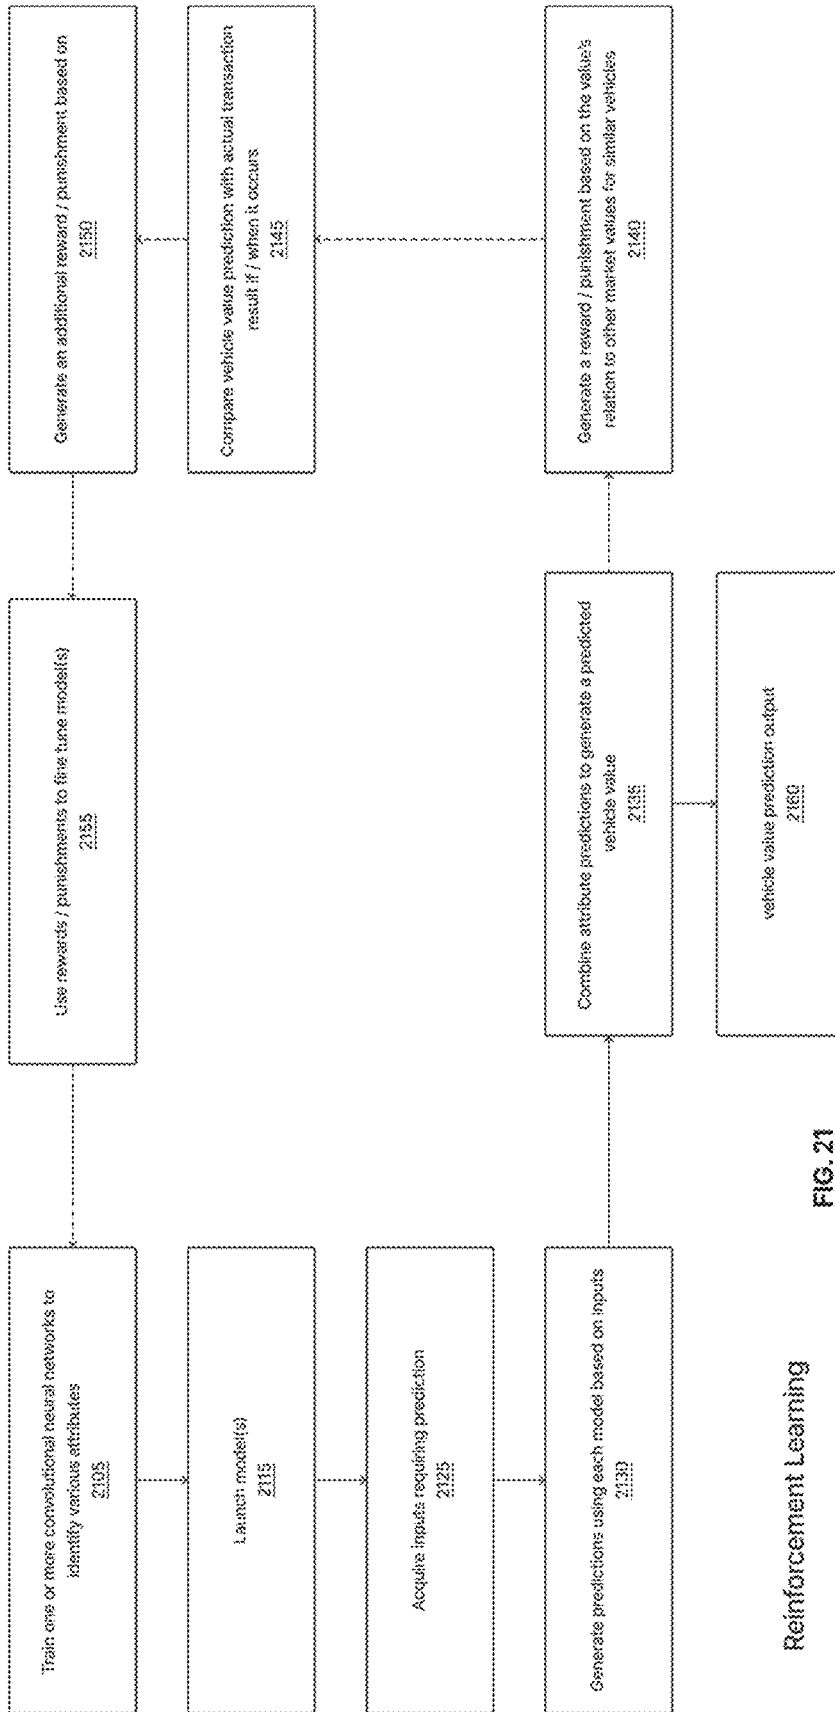 Train one or more convolutional neural networks to
identify various attributes
2105
Launch model(s)
2115
Acquire inputs requiring prediction
2125
Generate predictions using each model based on inputs
2130
Combine attribute predictions to generate a predicted
vehicle value
2135
vehicle value prediction output
2160
Generate a reward / punishment based on the value's
relation to other market values for similar vehicles
2140
Compare vehicle value prediction with actual transaction
result if / when it occurs
2145
Generate an additional reward / punishment based on
2150
Use rewards / punishments to fine tune model(s)
2155
Reinforcement Learning
FIG. 21